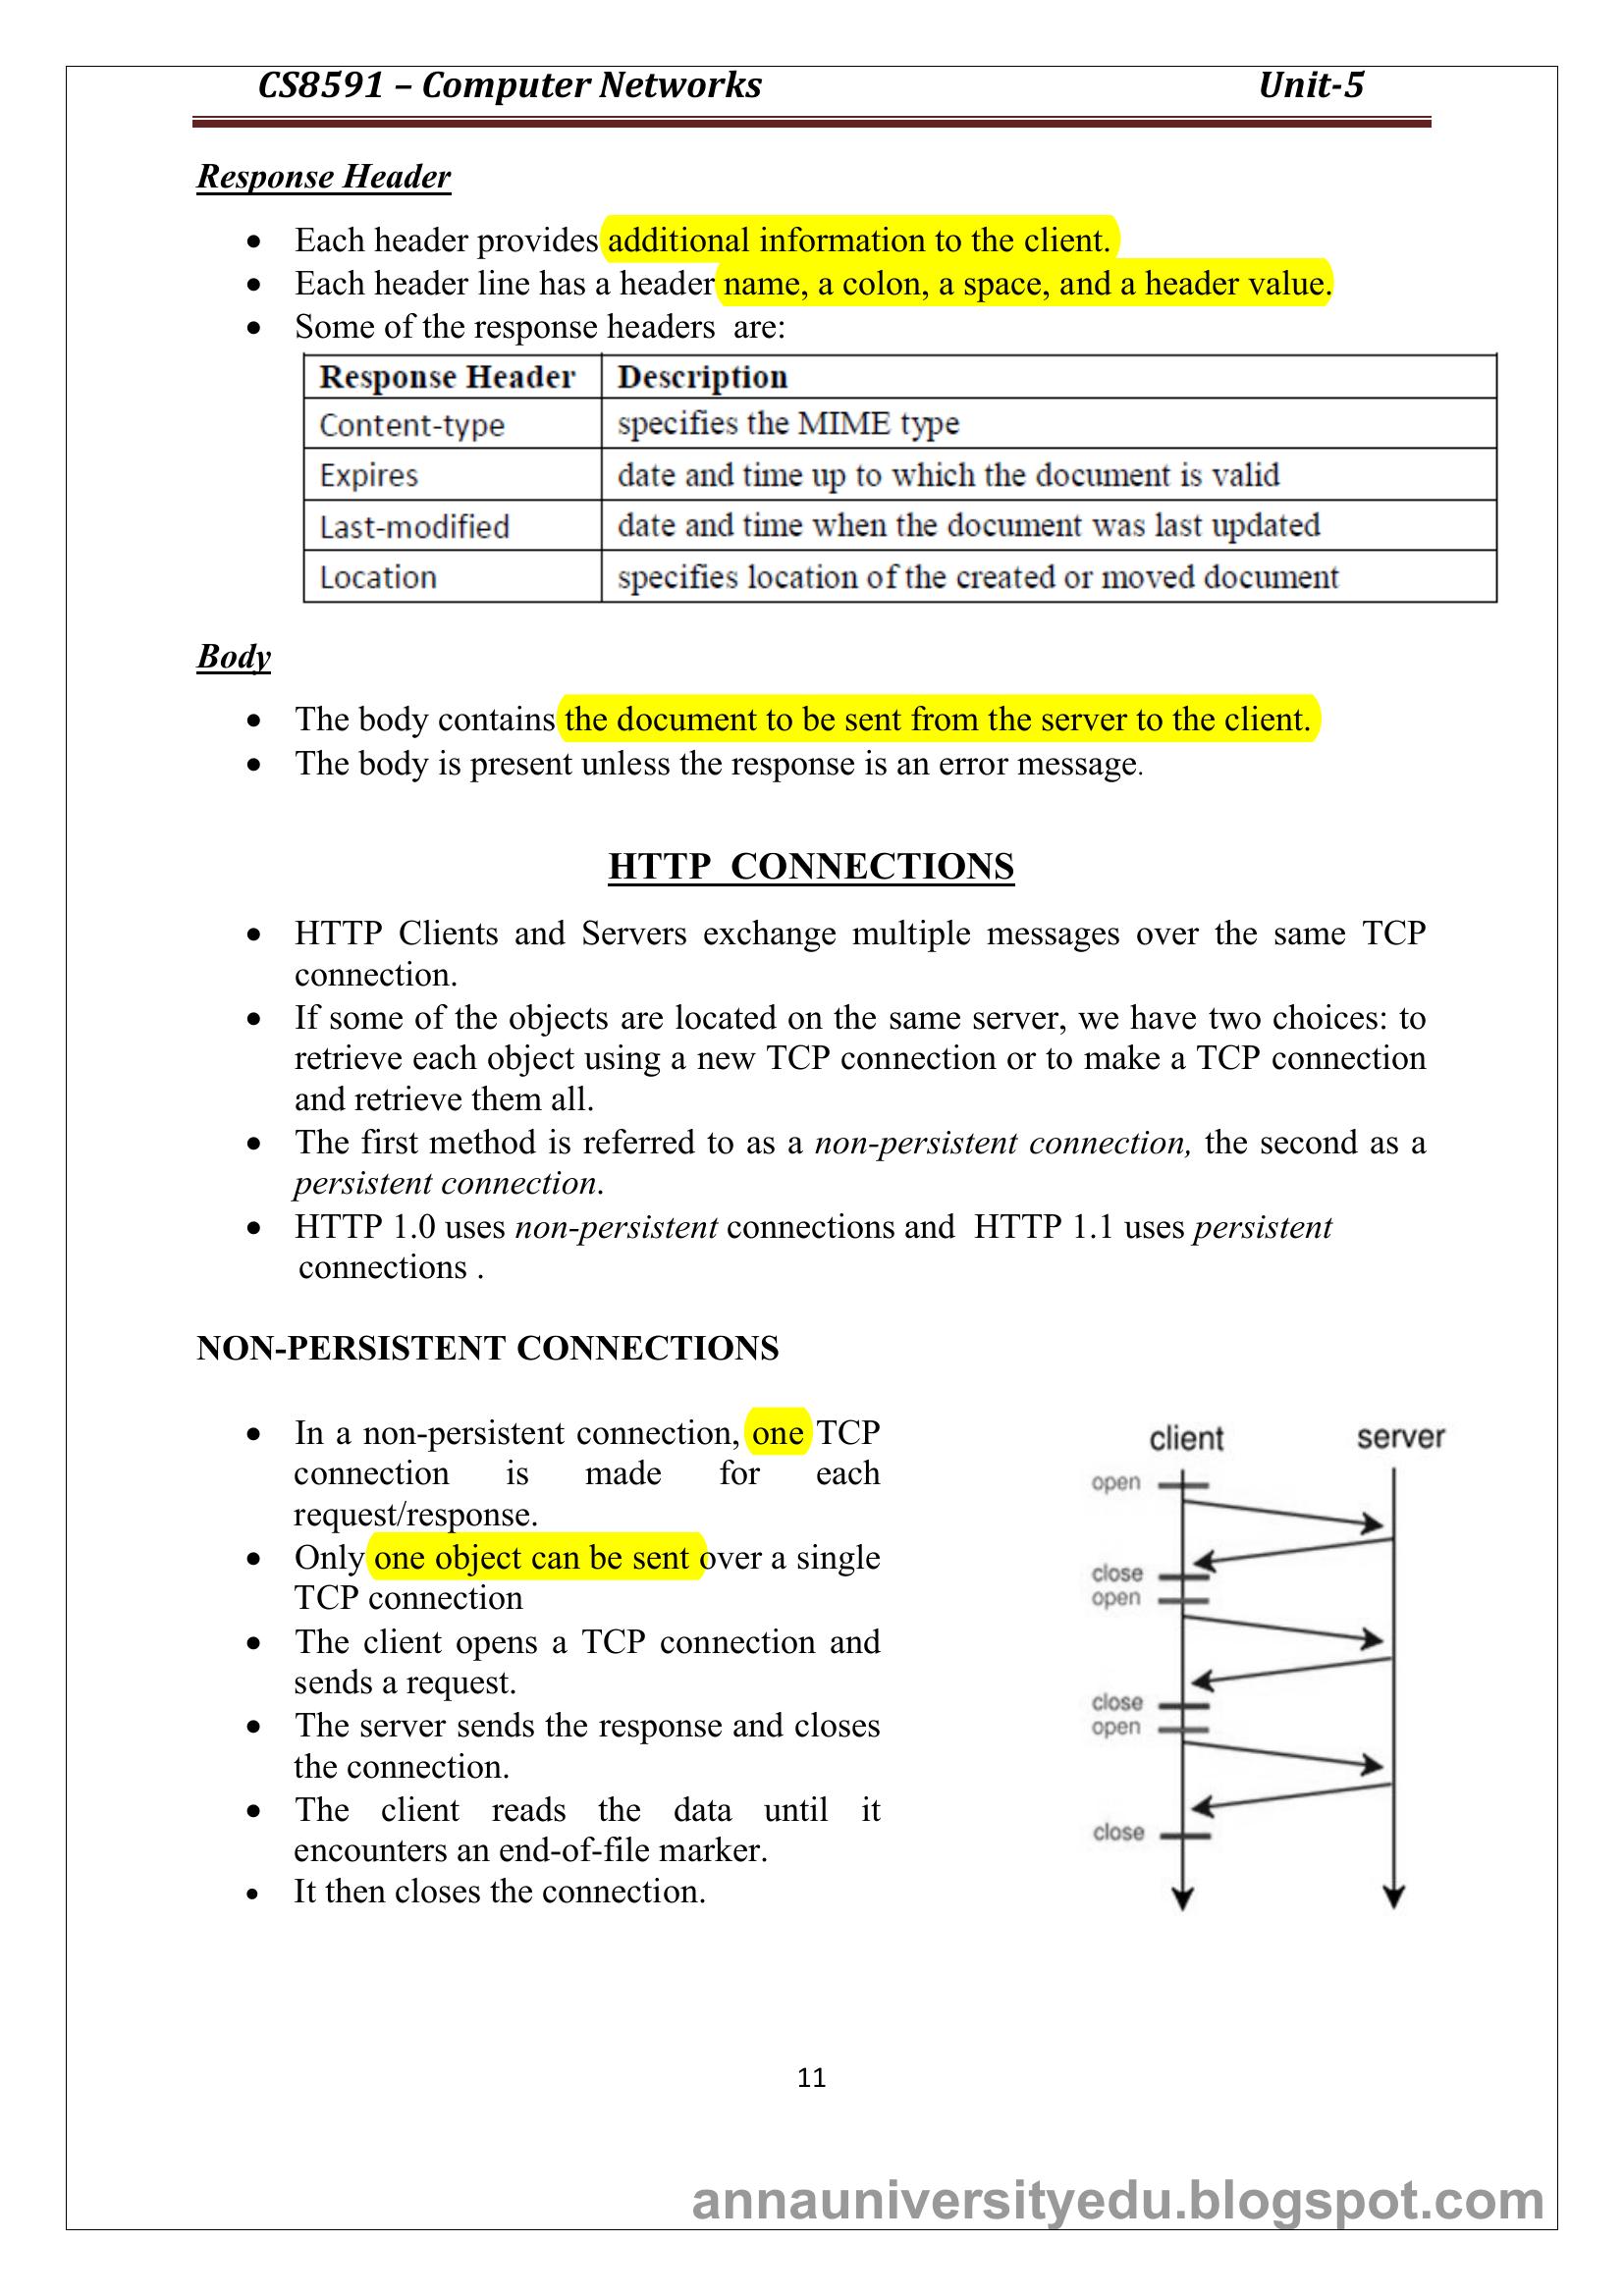 CS8591 – Computer Networks Unit-5
Response Header
• Each header provides additional information to the client.
• Each header line has a header name, a colon, a space, and a header value.
• Some of the response headers are:
Response Header Description
Content-type specifies the MIME type
Expires date and time up to which the document is valid
Last-modified date and time when the document was last updated
Location specifies location of the created or moved document
Body
• The body contains the document to be sent from the server to the client.
• The body is present unless the response is an error message.
HTTP CONNECTIONS
• HTTP Clients and Servers exchange multiple messages over the same TCP
connection.
• If some of the objects are located on the same server, we have two choices: to
retrieve each object using a new TCP connection or to make a TCP connection
and retrieve them all.
• The first method is referred to as a non-persistent connection, the second as a
persistent connection.
• HTTP 1.0 uses non-persistent connections and HTTP 1.1 uses persistent
connections .
NON-PERSISTENT CONNECTIONS
• In a non-persistent connection, one TCP
connection is made for each
request/response.
• Only one object can be sent over a single
TCP connection
• The client opens a TCP connection and
sends a request.
• The server sends the response and closes
the connection.
• The client reads the data until it
encounters an end-of-file marker.
• It then closes the connection.
client server
open
close
open
close
open
close
11
annauniversityedu.blogspot.com